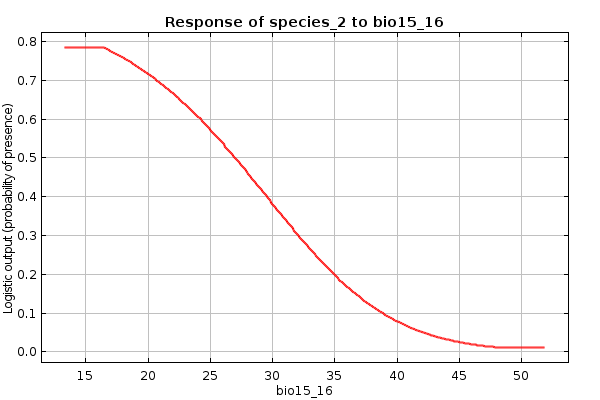 Response of species_2 to bio15_16
Logistic output (probability of presence)
0.8
0.7
0.6
0.5
0.4
0.3
0.2
0.1
0.0
15 20 25 30 35 40 45 50
bio15_16